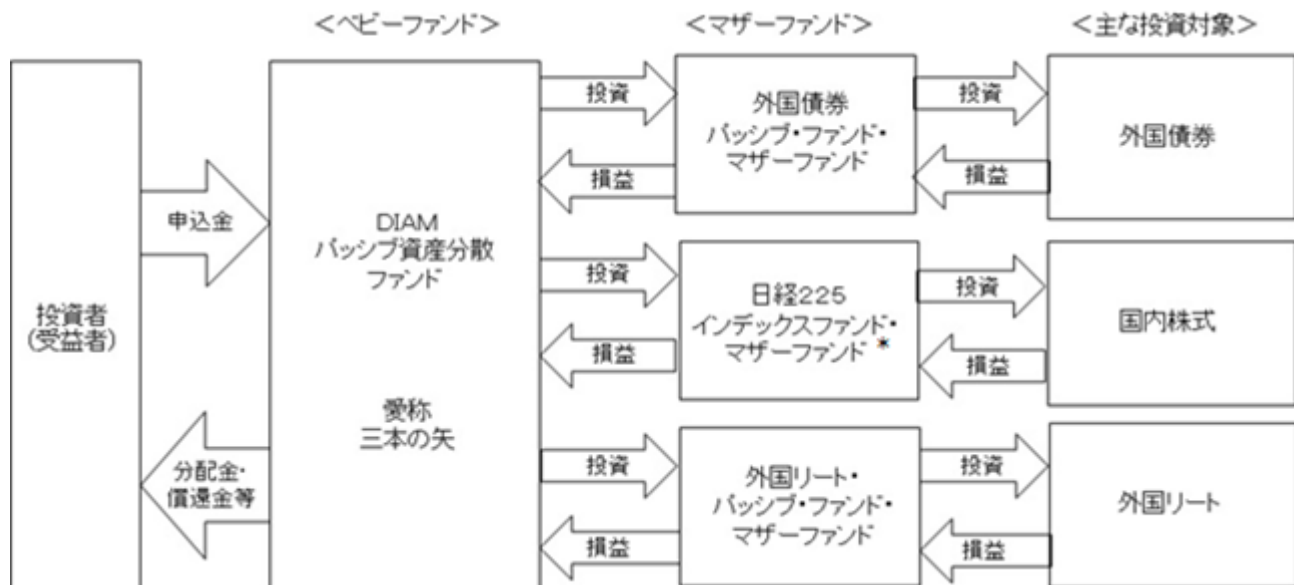 ＜ベビーファンド＞
＜マザーファンド＞
＜主な投資対象＞
投資者
(受益者)
申込金
分配金・
償還金等
DIAM
パッシブ資産分散
ファンド
愛称
三本の矢
投資
損益
外国債券
パッシブ・ファンド・
マザーファンド
投資
損益
外国債券
投資
損益
日経225
インデックスファンド・
マザーファンド*
投資
損益
国内株式
投資
損益
外国リート・
パッシブ・ファンド・
マザーファンド
投資
損益
外国リート